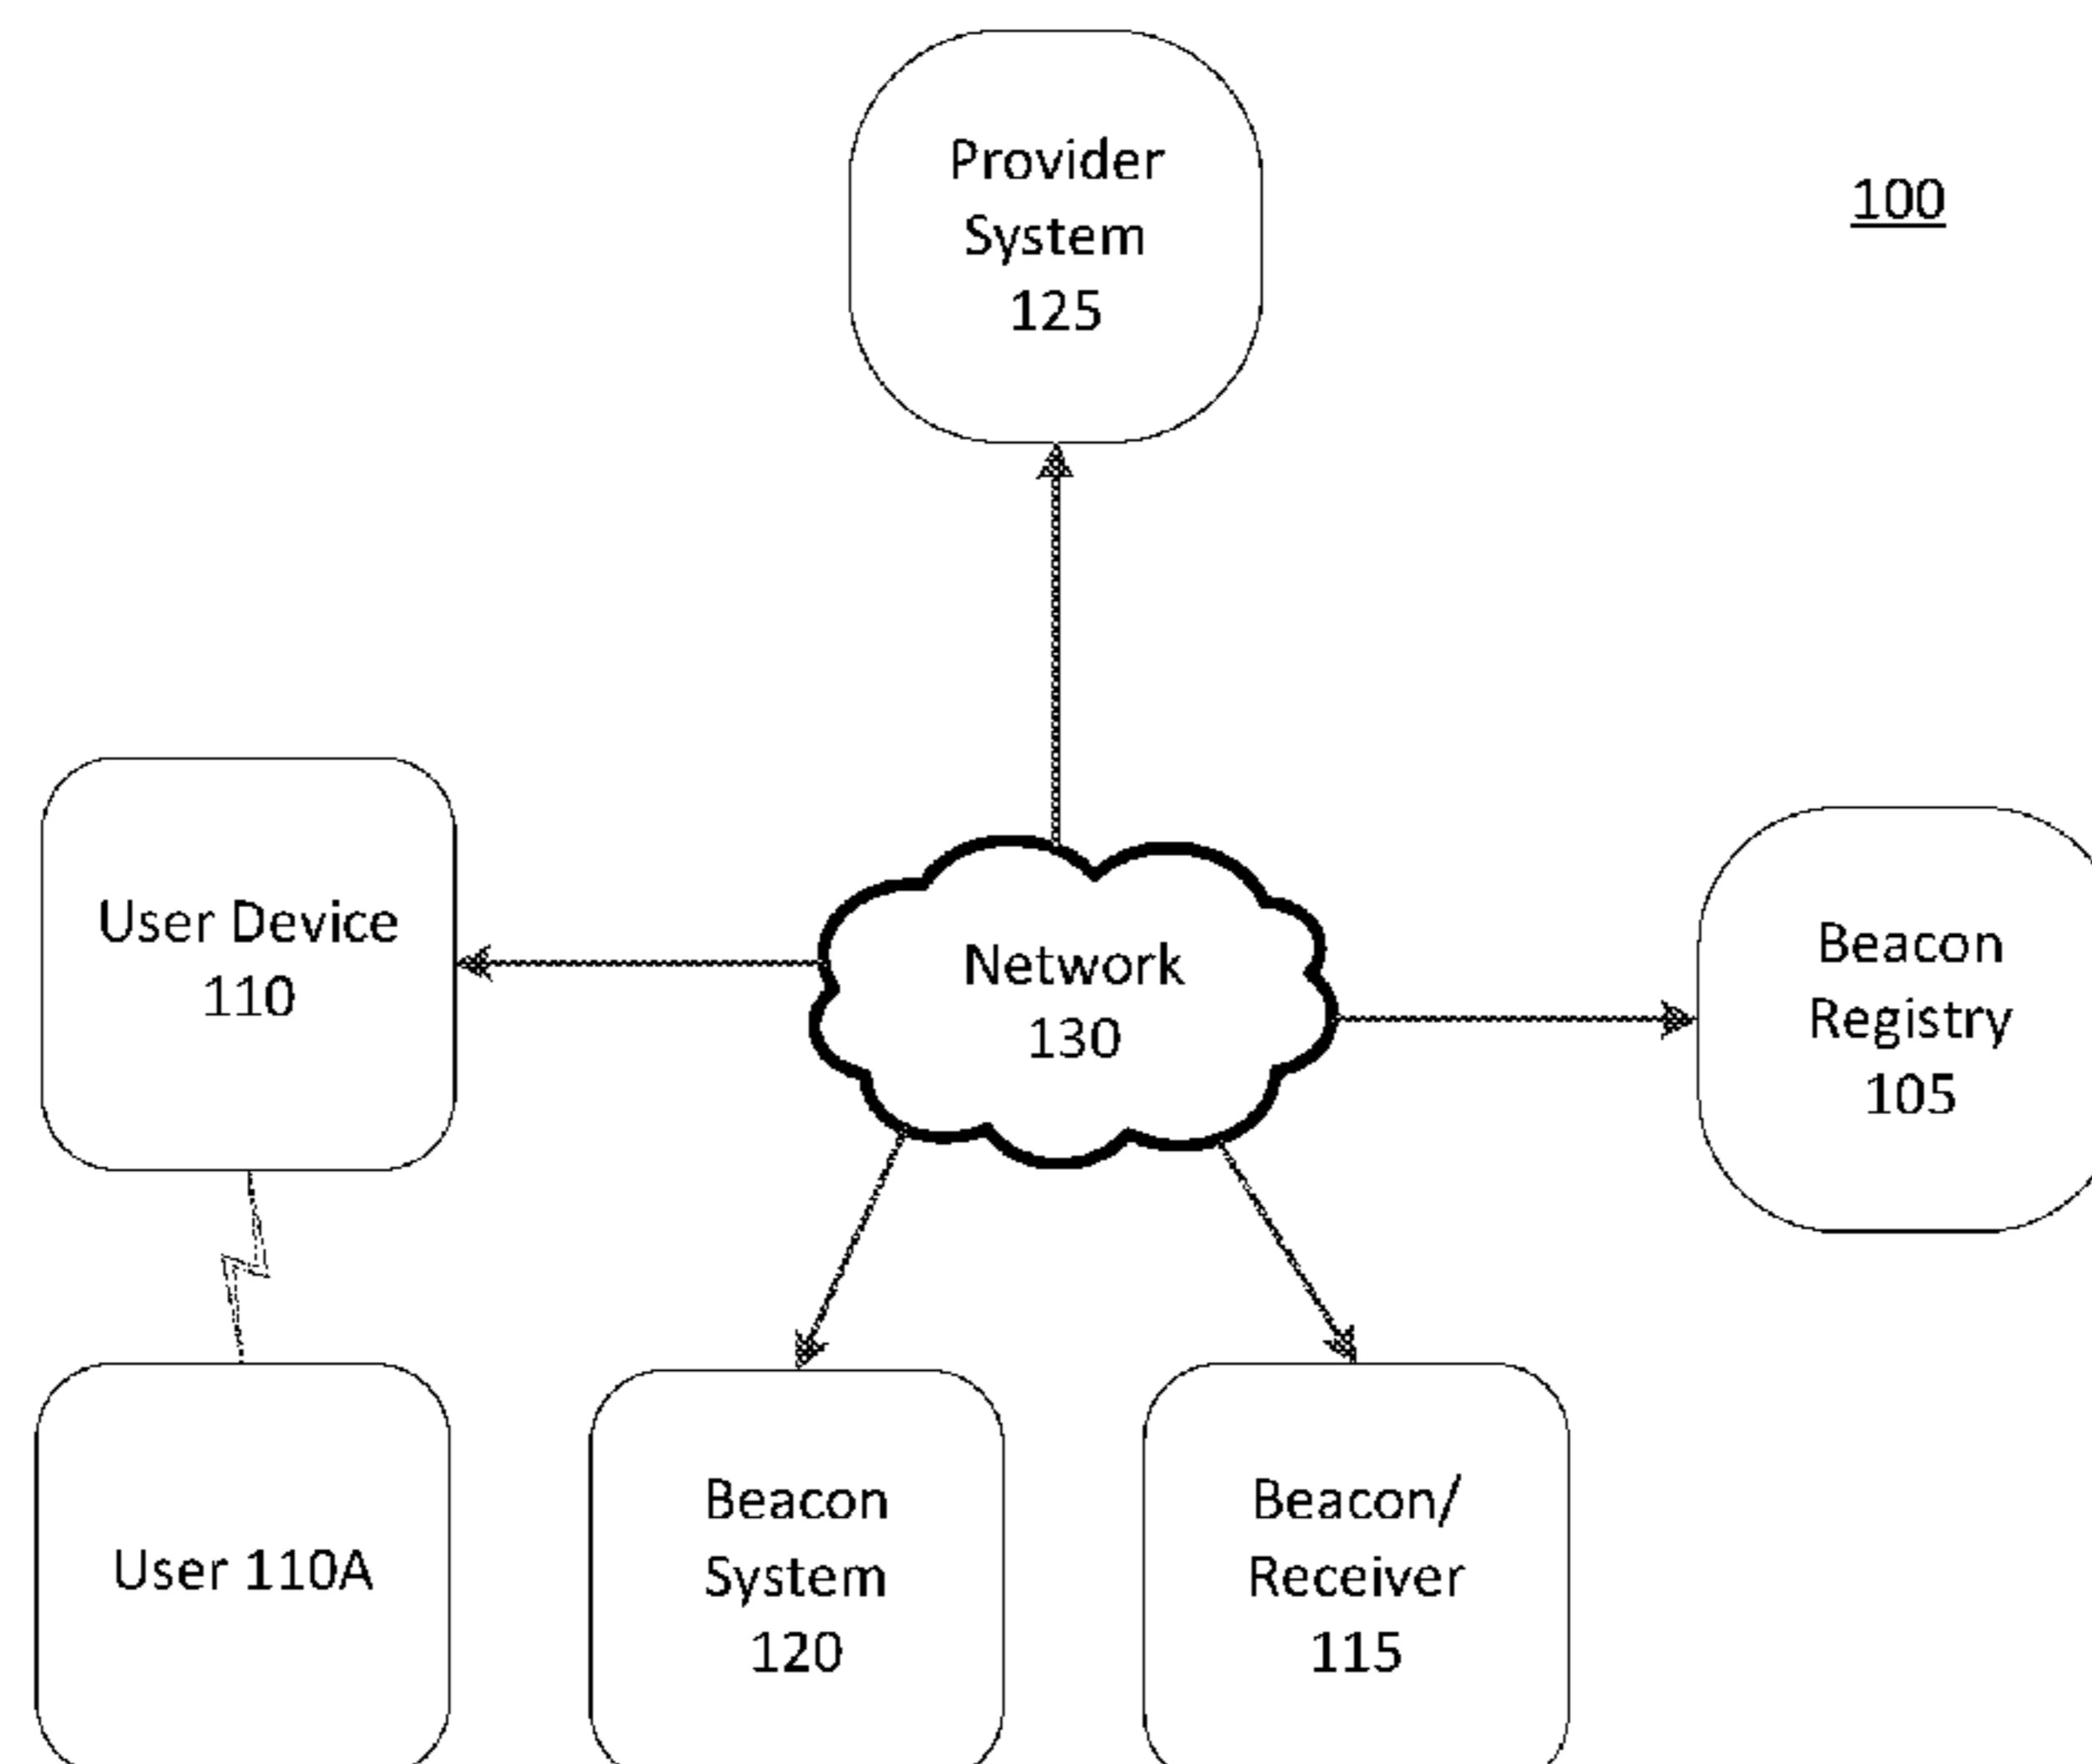 Provider
System
125
100
User Device
110
Network
130
Beacon
Registry
105
User 110A
Beacon
System
120
Beacon/
Receiver
115